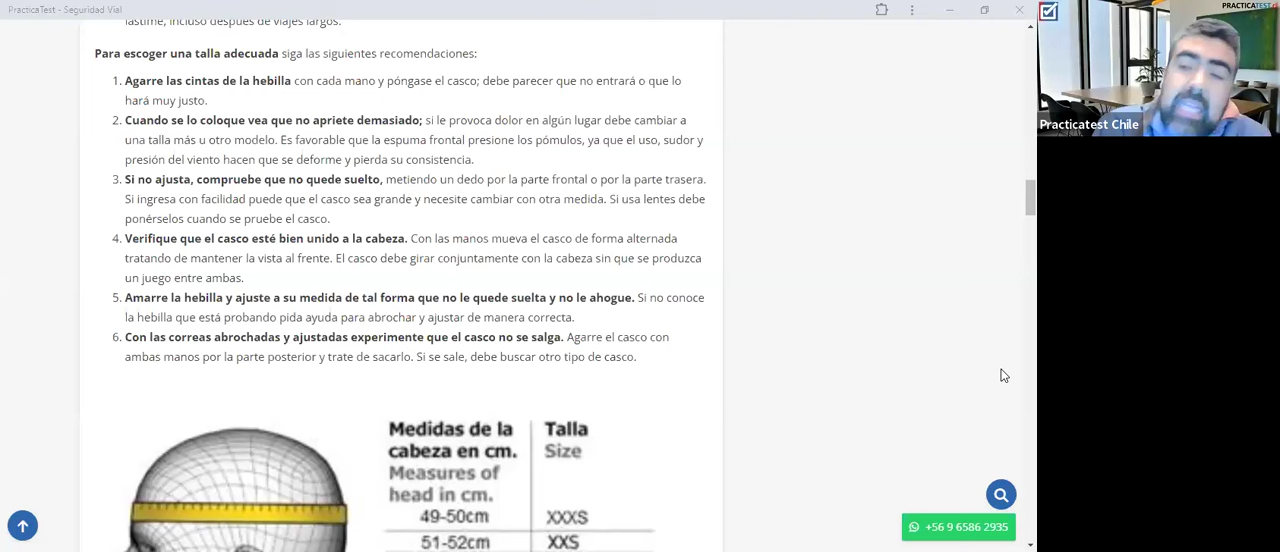 PracticaTest - Seguridad Vial
lastime, incluso después de viajes largos.
Para escoger una talla adecuada siga las siguientes recomendaciones:
1. Agarre las cintas de la hebilla con cada mano y póngase el casco; debe parecer que no entrará o que lo
hará muy justo.
2. Cuando se lo coloque vea que no apriete demasiado; si le provoca dolor en algún lugar debe cambiar a
una talla más u otro modelo. Es favorable que la espuma frontal presione los pómulos, ya que el uso, sudor y
presión del viento hacen que se deforme y pierda su consistencia.
3. Si no ajusta, compruebe que no quede suelto, metiendo un dedo por la parte frontal o por la parte trasera.
Si ingresa con facilidad puede que el casco sea grande y necesite cambiar con otra medida. Si usa lentes debe
ponérselos cuando se pruebe el casco.
4. Verifique que el casco esté bien unido a la cabeza. Con las manos mueva el casco de forma alternada
tratando de mantener la vista al frente. El casco debe girar conjuntamente con la cabeza sin que se produzca
un juego entre ambas.
5. Amarre la hebilla y ajuste a su medida de tal forma que no le quede suelta y no le ahogue. Si no conoce
la hebilla que está probando pida ayuda para abrochar y ajustar de manera correcta.
6. Con las correas abrochadas y ajustadas experimente que el casco no se salga. Agarre el casco con
ambas manos por la parte posterior y trate de sacarlo. Si se sale, debe buscar otro tipo de casco.
Medidas de la
cabeza en cm.
Measures of
head in cm.
Talla
Size
49-50cm XXXS
51-52cm XXS
+56 9 6586 2935
PRACTICATEST
Practicatest Chile